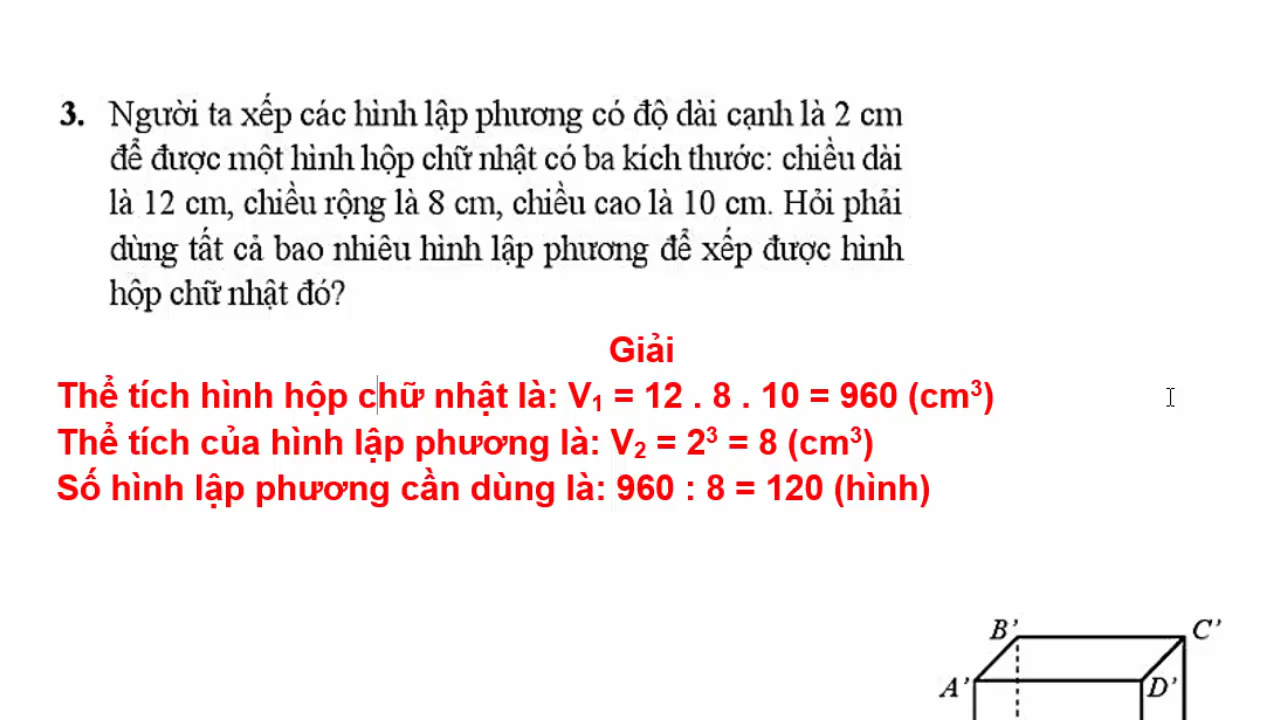 3. Người ta xếp các hình lập phương có độ dài cạnh là 2 cm
để được một hình hộp chữ nhật có ba kích thước: chiều dài
là 12 cm, chiều rộng là 8 cm, chiều cao là 10 cm. Hỏi phải
dùng tất cả bao nhiêu hình lập phương để xếp được hình
hộp chữ nhật đó?
Giải
Thể tích hình hộp chữ nhật là: V₁ = 12 . 8 . 10 = 960 (cm³)
Thể tích của hình lập phương là: V₂ = 2³ = 8 (cm³)
Số hình lập phương cần dùng là: 960 : 8 = 120 (hình)
B' C'
A' D'